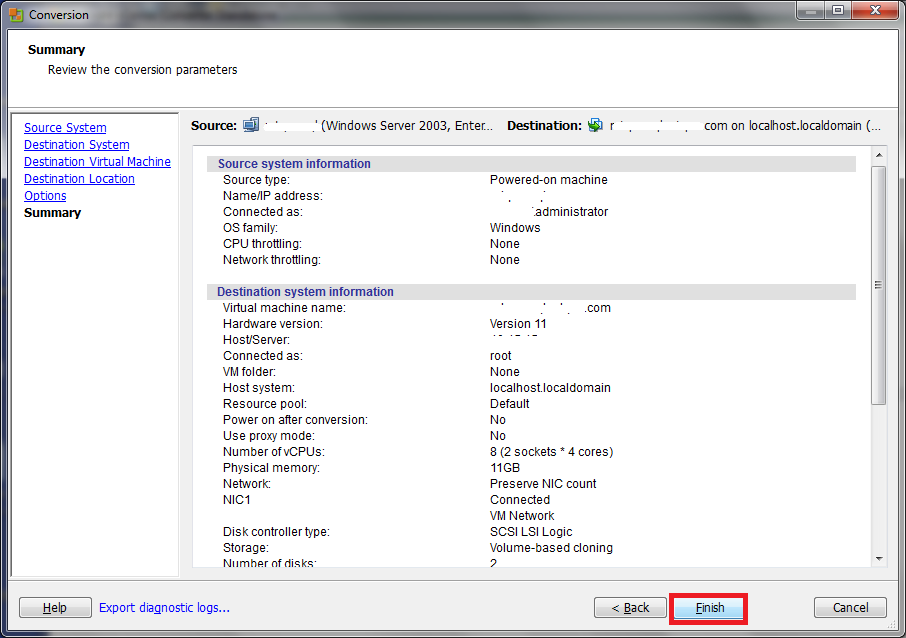 Conversion
Summary
Review the conversion parameters
Source System
Destination System
Destination Virtual Machine
Destination Location
Options
Summary
Source: (Windows Server 2003, Enter... Destination: com on localhost.localdomain (...
Source system information
Source type: Powered-on machine
Name/IP address:
Connected as: .administrator
OS family: Windows
CPU throttling: None
Network throttling: None
Destination system information
Virtual machine name: .com
Hardware version: Version 11
Host/Server:
Connected as: root
VM folder: None
Host system: localhost.localdomain
Resource pool: Default
Power on after conversion: No
Use proxy mode: No
Number of vCPUs: 8 (2 sockets * 4 cores)
Physical memory: 11GB
Network: Preserve NIC count
NIC1 Connected
VM Network
Disk controller type: SCSI LSI Logic
Storage: Volume-based cloning
Number of disks: 2
Help Export diagnostic logs... < Back Finish Cancel